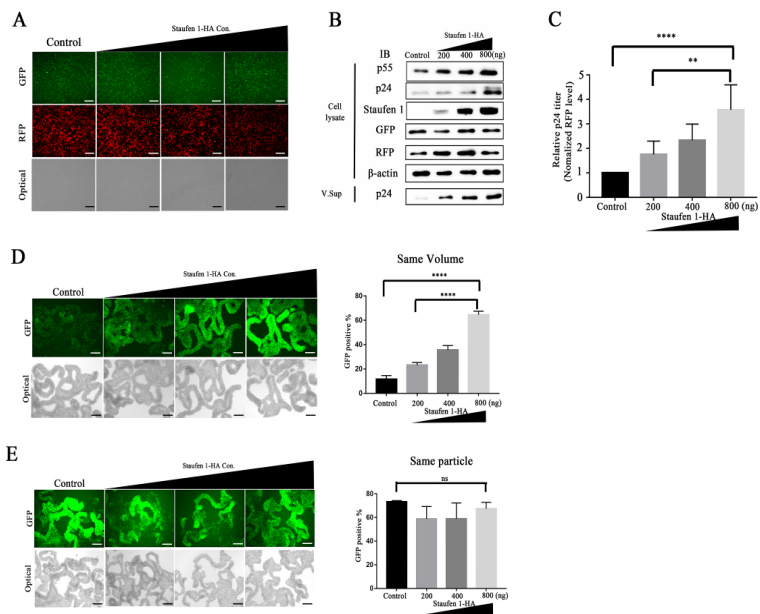 A
Control
Staufen 1-HA Con.
GFP
RFP
Optical
B
Staufen 1-HA
IB
Control
200
400
800(ng)
Cell
lysate
p55
p24
Staufen 1
GFP
RFP
β-actin
V.Sup
p24
C
****
**
Relative p24 titer
(Nomalized RFP level)
5
4
3
2
1
0
Control
200
400
800 (ng)
Staufen 1-HA
D
Control
Staufen 1-HA Con.
GFP
Optical
Same Volume
****
****
GFP positive %
80
60
40
20
0
Control
200
400
800 (ng)
Staufen 1-HA
E
Control
Staufen 1-HA Con.
GFP
Optical
Same particle
ns
GFP positive %
100
80
60
40
20
0
Control
200
400
800 (ng)
Staufen 1-HA